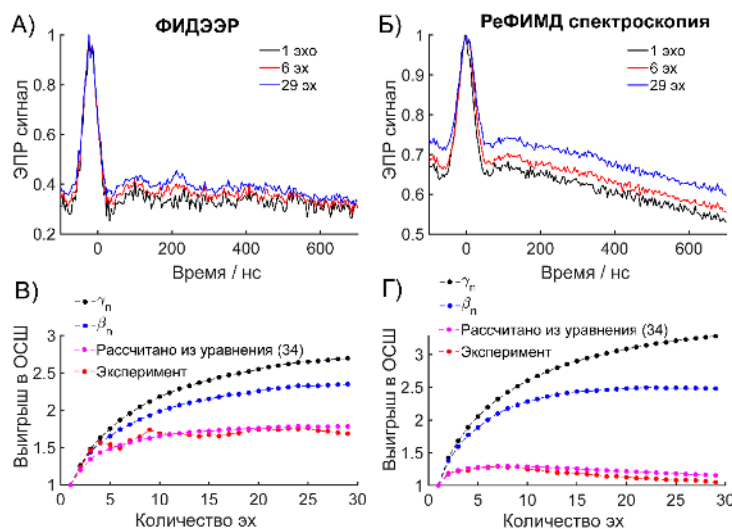 А)
ФИДЭЭР
1 эхо
6 эх
29 эх
ЭПР сигнал
1
0.8
0.6
0.4
0.2
0
200
400
600
Время / нс
Б)
РеФИМД спектроскопия
1 эхо
6 эх
29 эх
ЭПР сигнал
1
0.9
0.8
0.7
0.6
0.5
0
200
400
600
Время / нс
В)
γn
βn
Рассчитано из уравнения (34)
Эксперимент
Выигрыш в ОСШ
3
2.5
2
1.5
1
0
5
10
15
20
25
30
Количество эх
Г)
γn
βn
Рассчитано из уравнения (34)
Эксперимент
Выигрыш в ОСШ
3
2.5
2
1.5
1
0
5
10
15
20
25
30
Количество эх